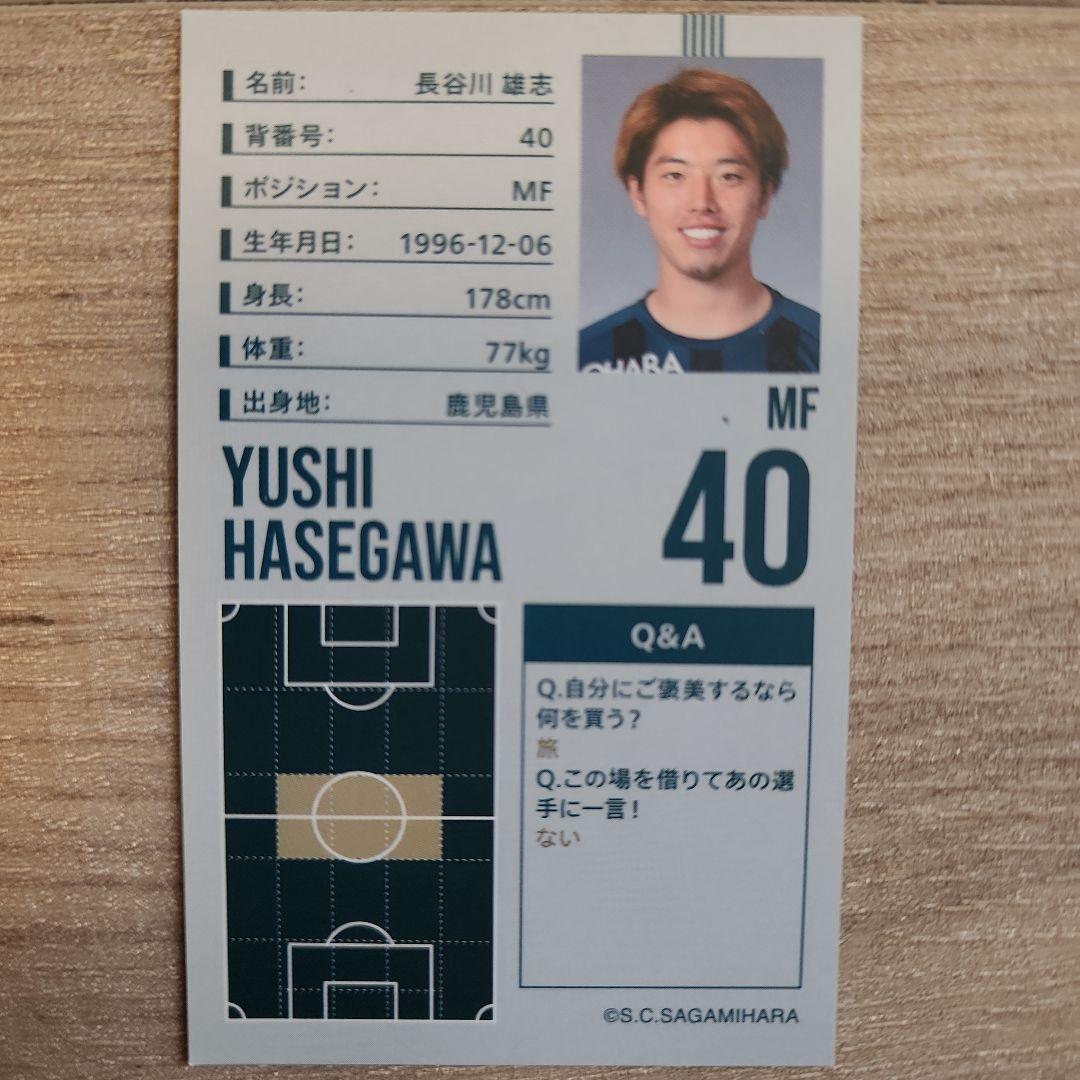 名前: 長谷川 雄志
背番号: 40
ポジション: MF
生年月日: 1996-12-06
身長: 178cm
体重: 77kg
出身地: 鹿児島県
MF
YUSHI
HASEGAWA
40
Q&A
Q.自分にご褒美するなら
何を買う?
旅
Q.この場を借りてあの選
手に一言!
ない
©S.C.SAGAMIHARA